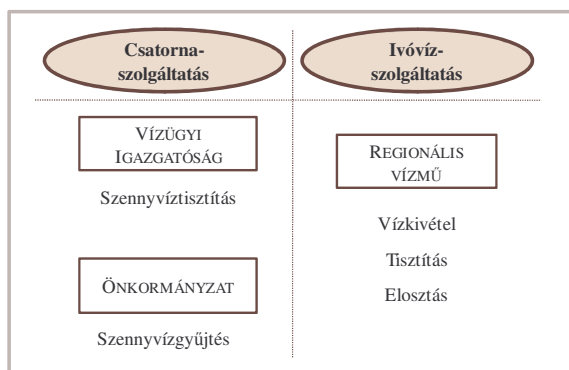 Csatorna-
szolgáltatás
VÍZÜGYI
IGAZGATÓSÁG
Szennyvíztisztítás
ÖNKORMÁNYZAT
Szennyvízgyűjtés
Ivóvíz-
szolgáltatás
REGIONÁLIS
VÍZMŰ
Vízkivétel
Tisztítás
Elosztás